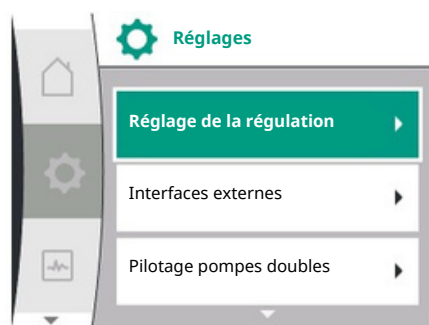 Réglages
Réglage de la régulation
Interfaces externes
Pilotage pompes doubles